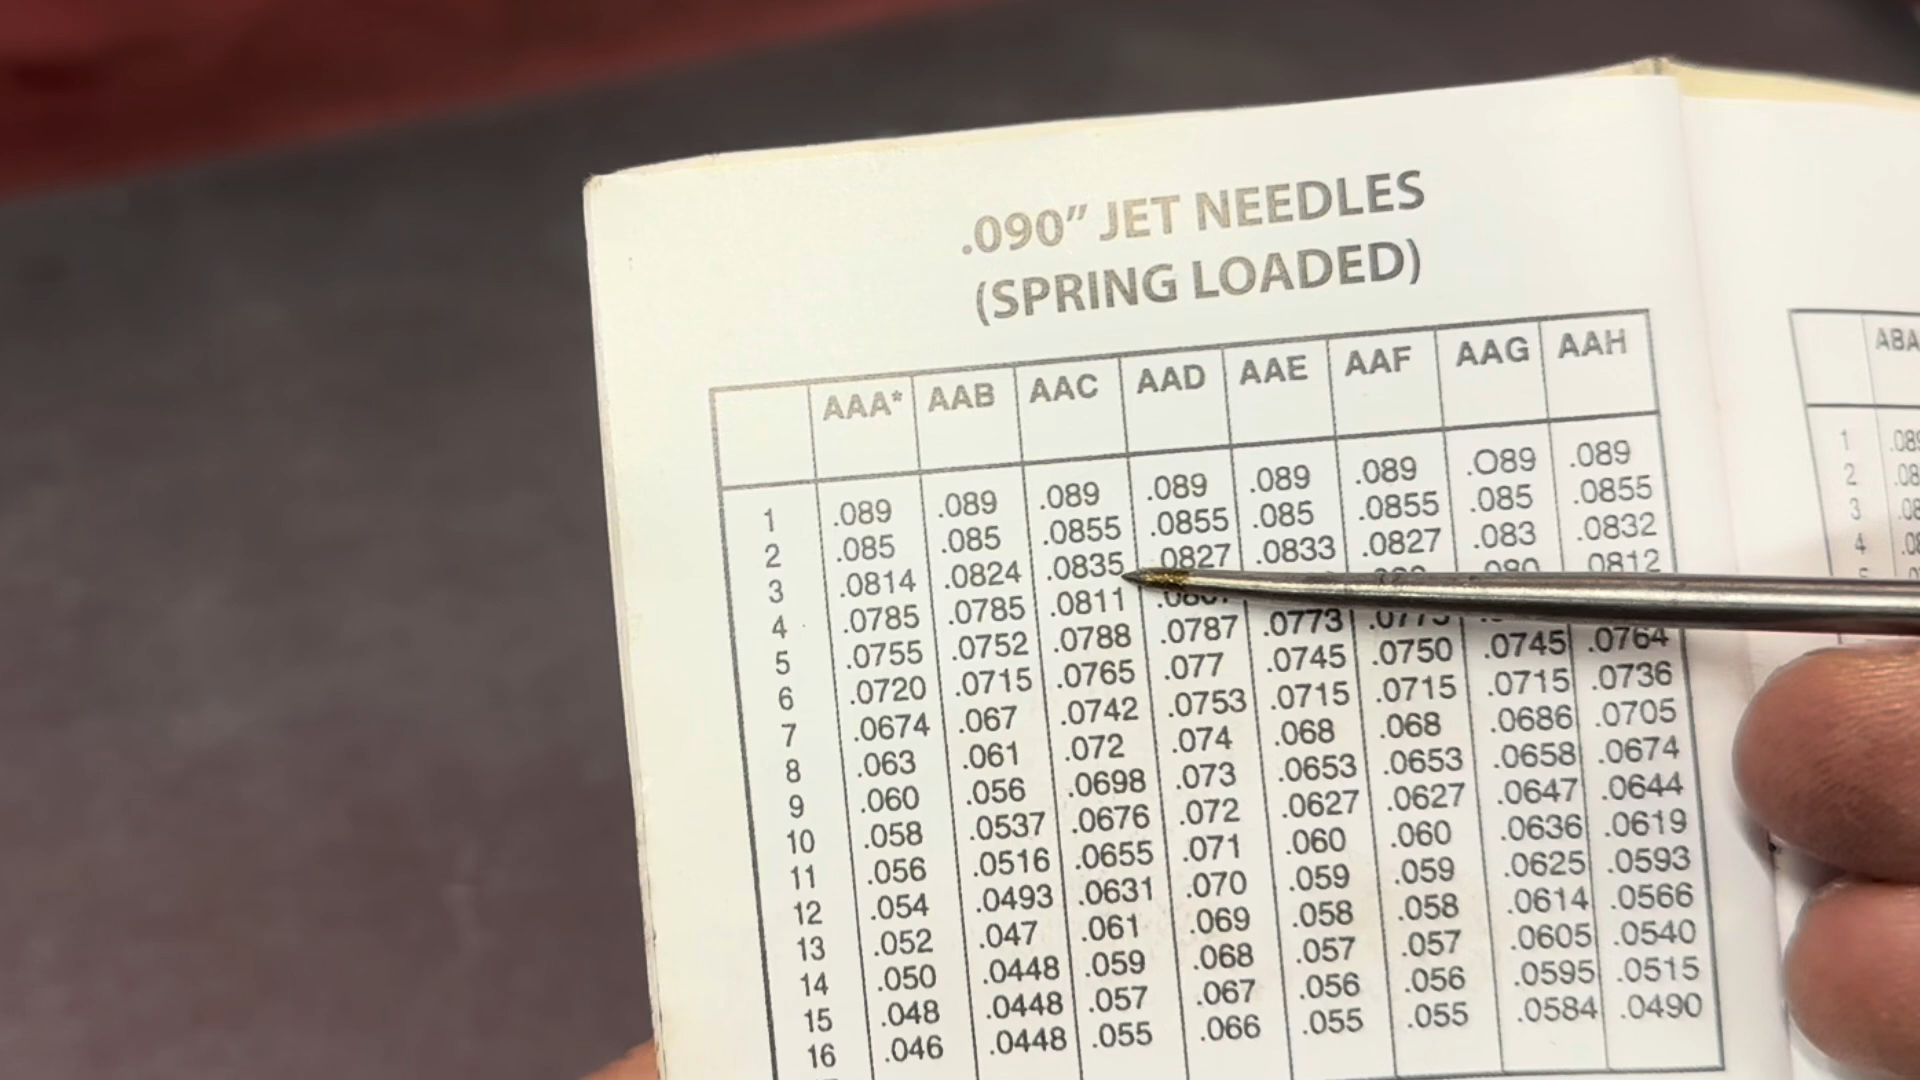 .090” JET NEEDLES
(SPRING LOADED)
AAA* AAB AAC AAD AAE AAF AAG AAH
1 .089 .089 .089 .089 .089 .089 .O89 .089
2 .085 .085 .0855 .0855 .085 .0855 .085 .0855
3 .0814 .0824 .0835 .0827 .0833 .0827 .083 .0832
4 .0785 .0785 .0811 .080 .0812
5 .0755 .0752 .0788 .0787 .0773
6 .0720 .0715 .0765 .077 .0745 .0750 .0745 .0764
7 .0674 .067 .0742 .0753 .0715 .0715 .0715 .0736
8 .063 .061 .072 .074 .068 .068 .0686 .0705
9 .060 .056 .0698 .073 .0653 .0653 .0658 .0674
10 .058 .0537 .0676 .072 .0627 .0627 .0647 .0644
11 .056 .0516 .0655 .071 .060 .060 .0636 .0619
12 .054 .0493 .0631 .070 .059 .059 .0625 .0593
13 .052 .047 .061 .069 .058 .058 .0614 .0566
14 .050 .0448 .059 .068 .057 .057 .0605 .0540
15 .048 .0448 .057 .067 .056 .056 .0595 .0515
16 .046 .0448 .055 .066 .055 .055 .0584 .0490
ABA
1
2
3
4